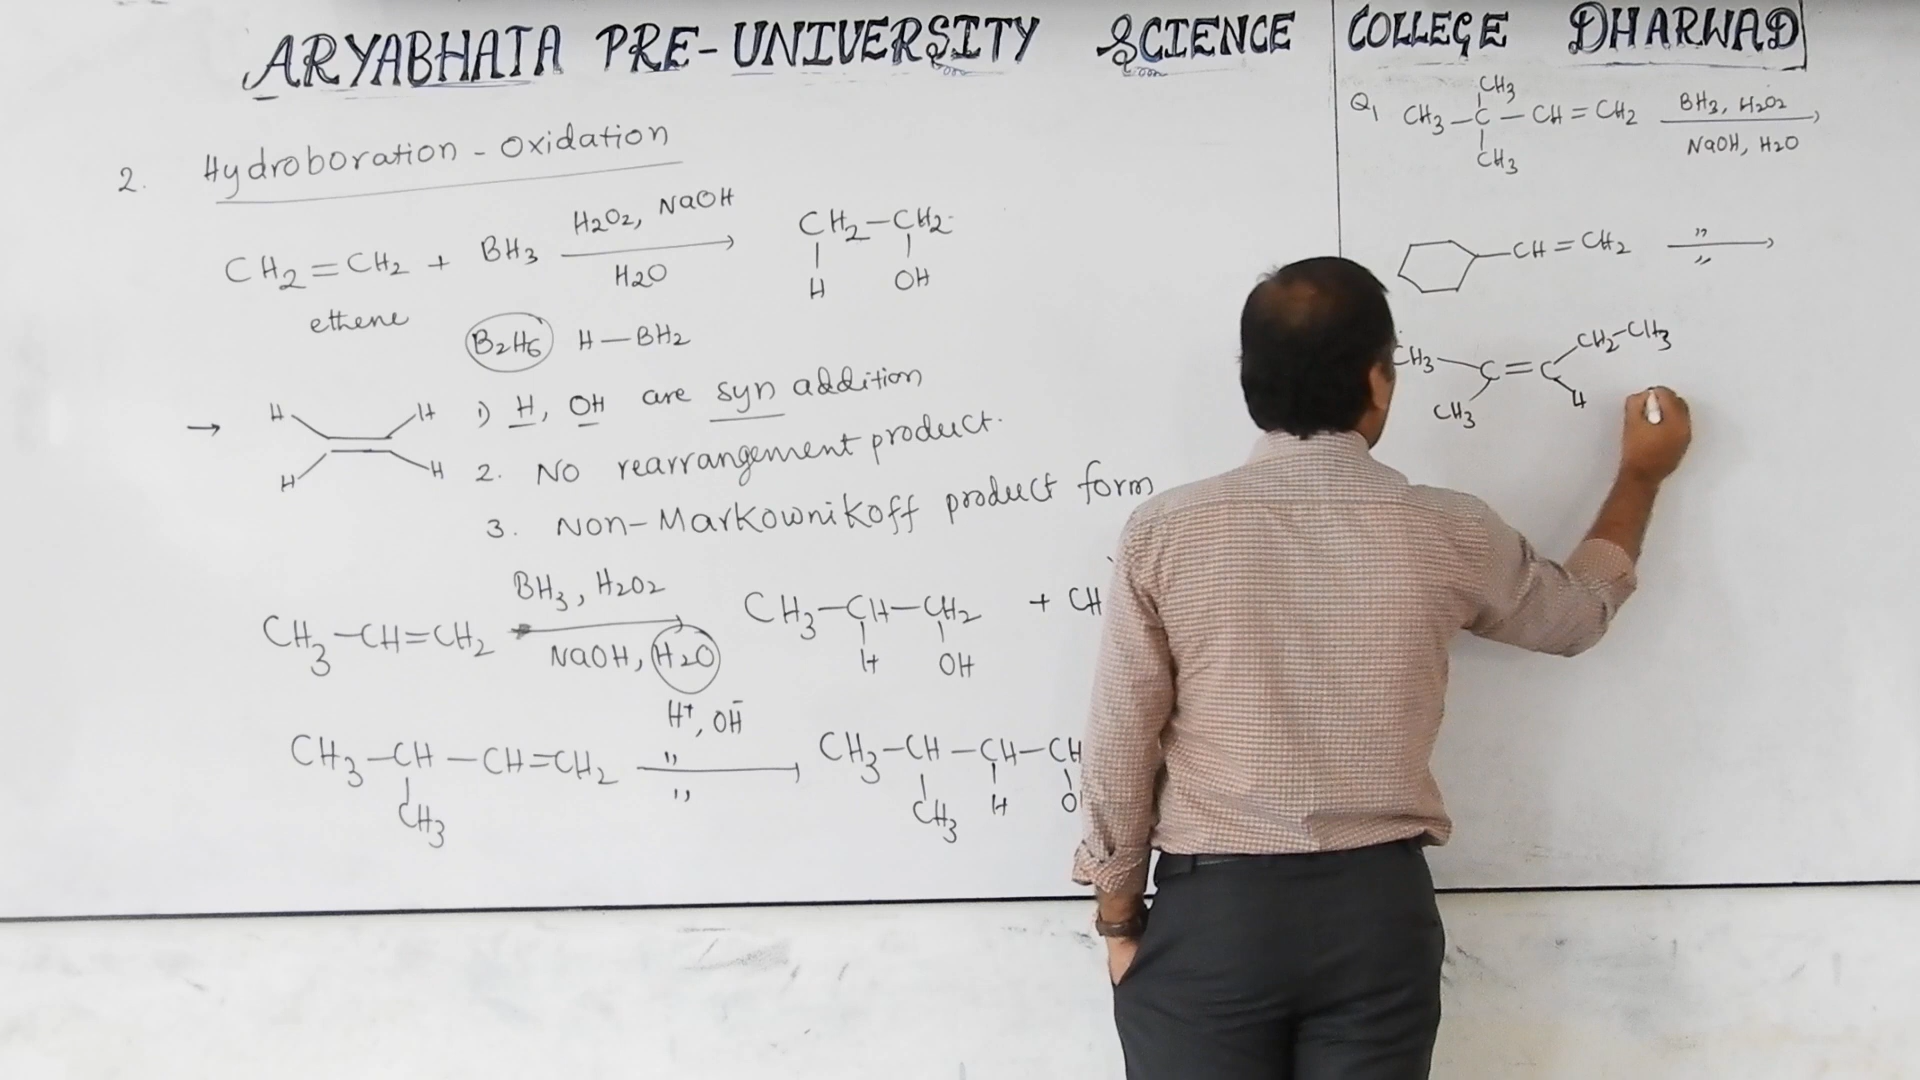 ARYABHATA PRE-UNIVERSITY SCIENCE COLLEGE DHARWAD
2. Hydroboration - Oxidation
H2O2, NaOH
CH2=CH2 + BH3 → CH2-CH2
H2O
H OH
ethene
B2H6 H-BH2
→ H H
H H
1) H, OH are syn addition
2. NO rearrangement product.
3. Non-Markownikoff product form
BH3, H2O2
CH3-CH=CH2 → CH3-CH-CH2 + CH
NaOH, H2O
H OH
H+, OH-
CH3-CH-CH=CH2 " → CH3-CH-CH-CH
"
CH3 CH3 H O
Q1 CH3
CH3-C-CH=CH2 BH3, H2O2 →
CH3 NaOH, H2O
-CH=CH2 " →
"
CH2-CH3
CH3 C=C
CH3 H